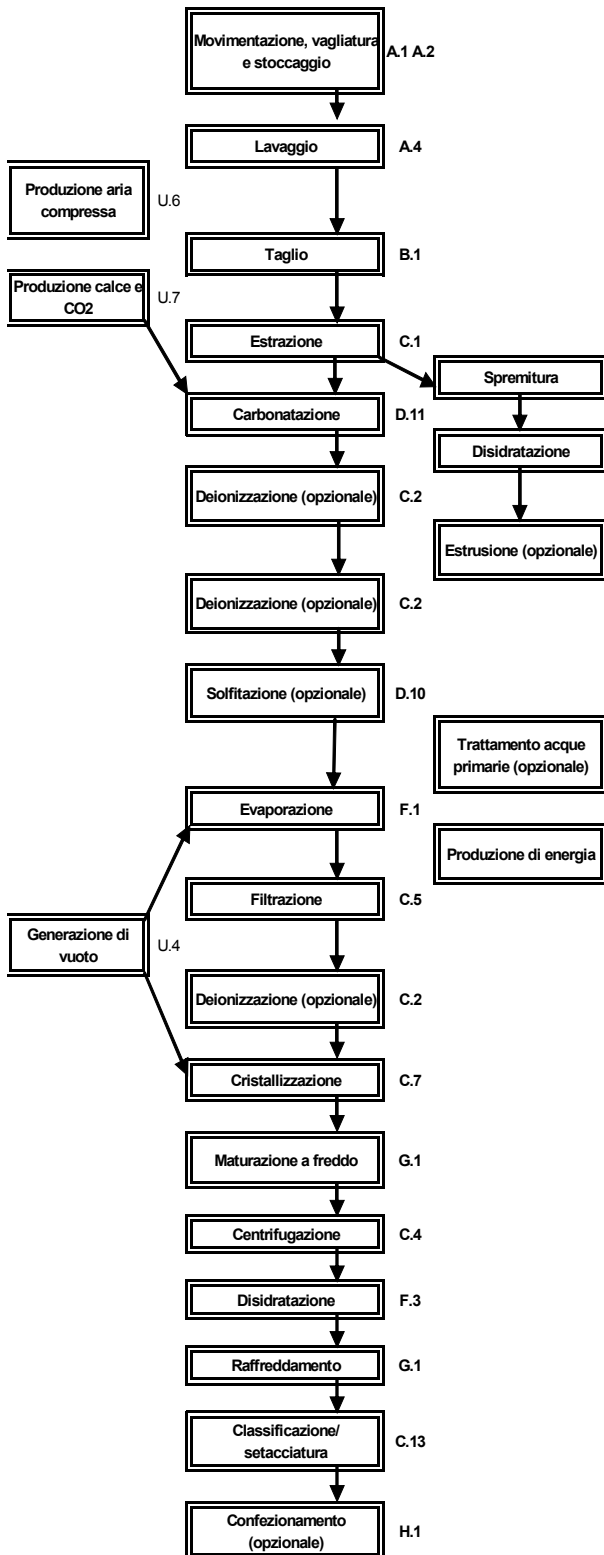 Movimentazione, vagliatura
e stoccaggio
A.1 A.2
Lavaggio
A.4
Produzione aria
compressa
U.6
Taglio
B.1
Produzione calce e
CO2
U.7
Estrazione
C.1
Spremitura
Carbonatazione
D.11
Disidratazione
Deionizzazione (opzionale)
C.2
Estrusione (opzionale)
Deionizzazione (opzionale)
C.2
Solfitazione (opzionale)
D.10
Trattamento acque
primarie (opzionale)
Evaporazione
F.1
Produzione di energia
Filtrazione
C.5
Generazione di
vuoto
U.4
Deionizzazione (opzionale)
C.2
Cristallizzazione
C.7
Maturazione a freddo
G.1
Centrifugazione
C.4
Disidratazione
F.3
Raffreddamento
G.1
Classificazione/
setacciatura
C.13
Confezionamento
(opzionale)
H.1